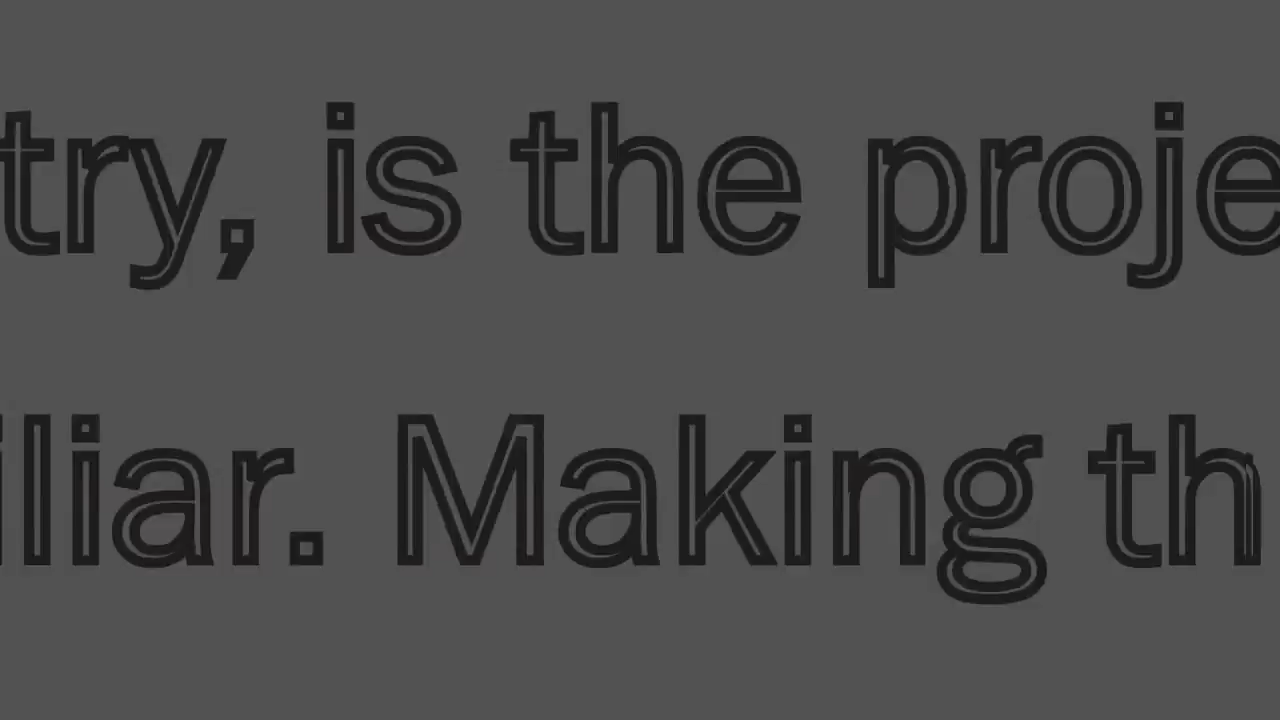 try, is the proje
iliar. Making th